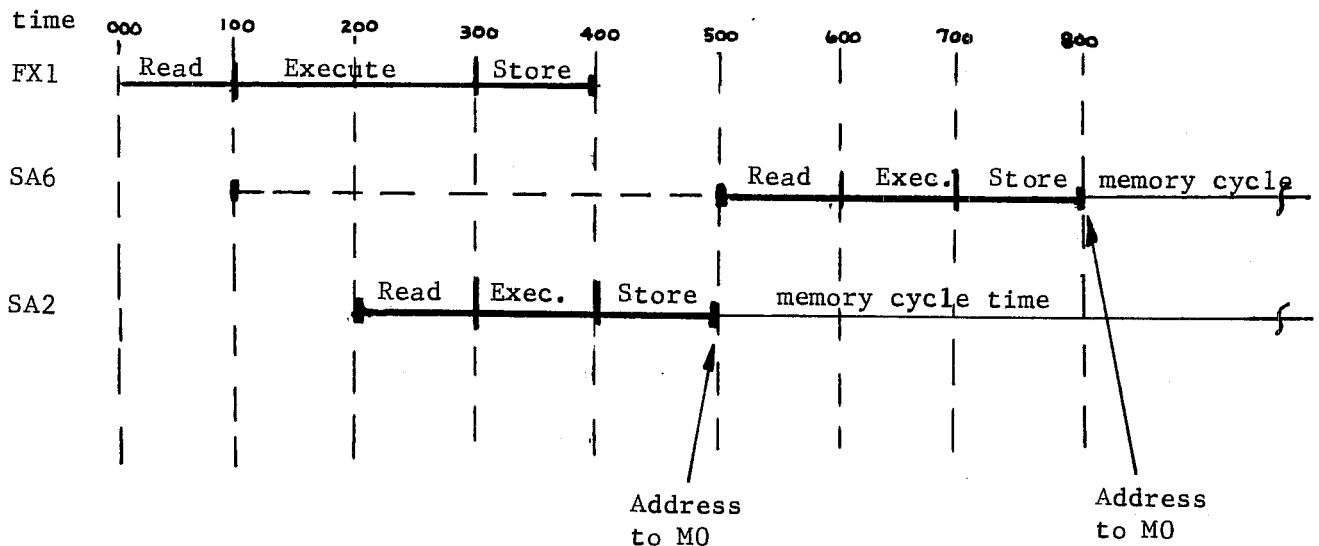 time 000 100 200 300 400 500 600 700 800
FX1 Read Execute Store
SA6 Read Exec. Store memory cycle
SA2 Read Exec. Store memory cycle time
Address
to MO
Address
to MO